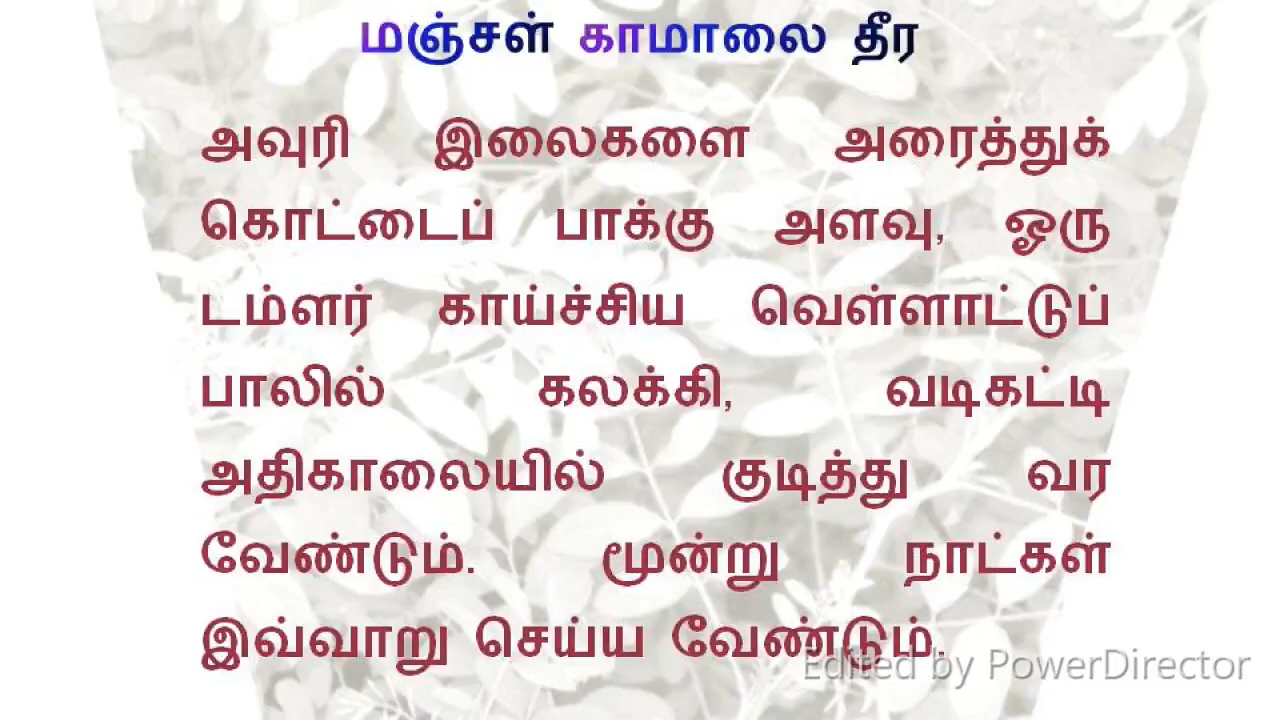 மஞ்சள் காமாலை தீர
அவுரி இலைகளை அரைத்துக்
கொட்டைப் பாக்கு அளவு, ஒரு
டம்ளர் காய்ச்சிய வெள்ளாட்டுப்
பாலில் கலக்கி, வடிகட்டி
அதிகாலையில் குடித்து வர
வேண்டும். மூன்று நாட்கள்
இவ்வாறு செய்ய வேண்டும்.
Edited by PowerDirector